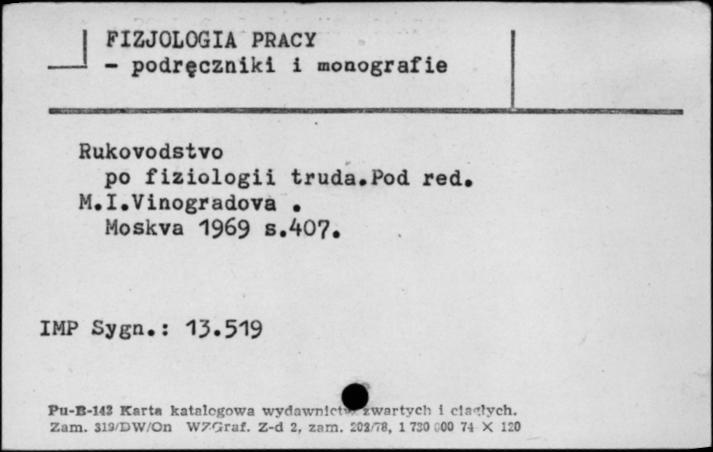 FIZJOLOGIA PRACY
- podręczniki i monografie
Rukovodstvo
po fiziologii truda.Pod red.
M.I.Vinogradova .
Moskva 1969 s.407.
IMP Sygn.: 13.519
Pu-B-143 Karta katalogowa wydawnictw zwartych i ciągłych.
Zam. 319/DW/On WZGraf. Z-d 2, zam. 202/78, 1 730 000 74 X 120